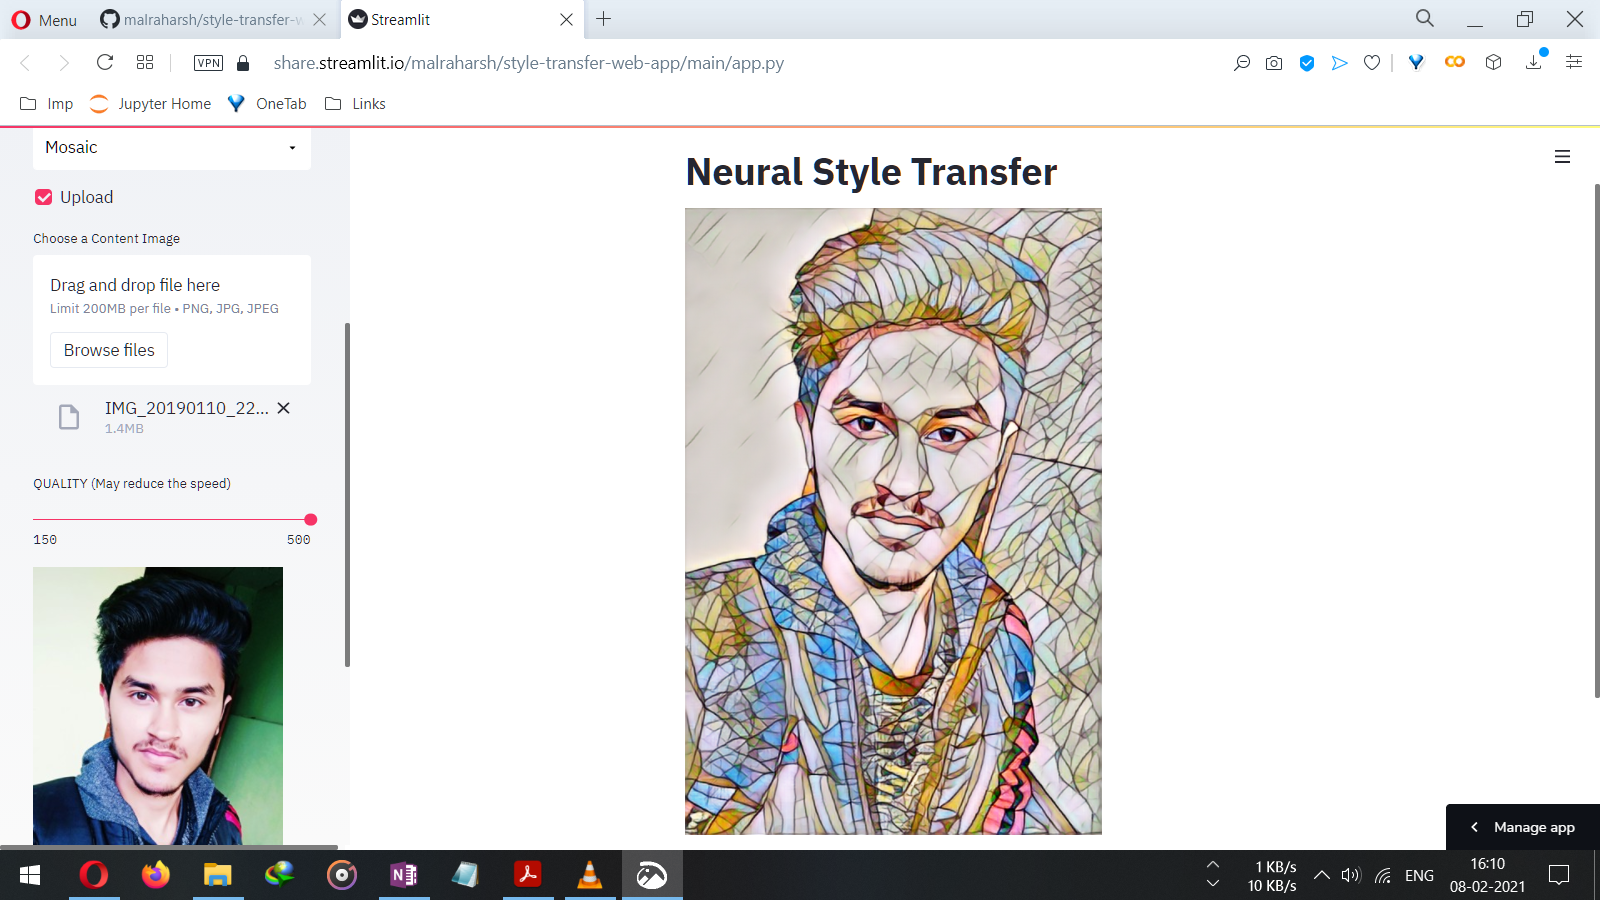 Menu
malraharsh/style-transfer-w
Streamlit
VPN
share.streamlit.io/malraharsh/style-transfer-web-app/main/app.py
Imp
Jupyter Home
OneTab
Links
Mosaic
Upload
Choose a Content Image
Drag and drop file here
Limit 200MB per file • PNG, JPG, JPEG
Browse files
IMG_20190110_22...
1.4MB
QUALITY (May reduce the speed)
150
500
Neural Style Transfer
Manage app
N
1 KB/s
10 KB/s
ENG
16:10
08-02-2021